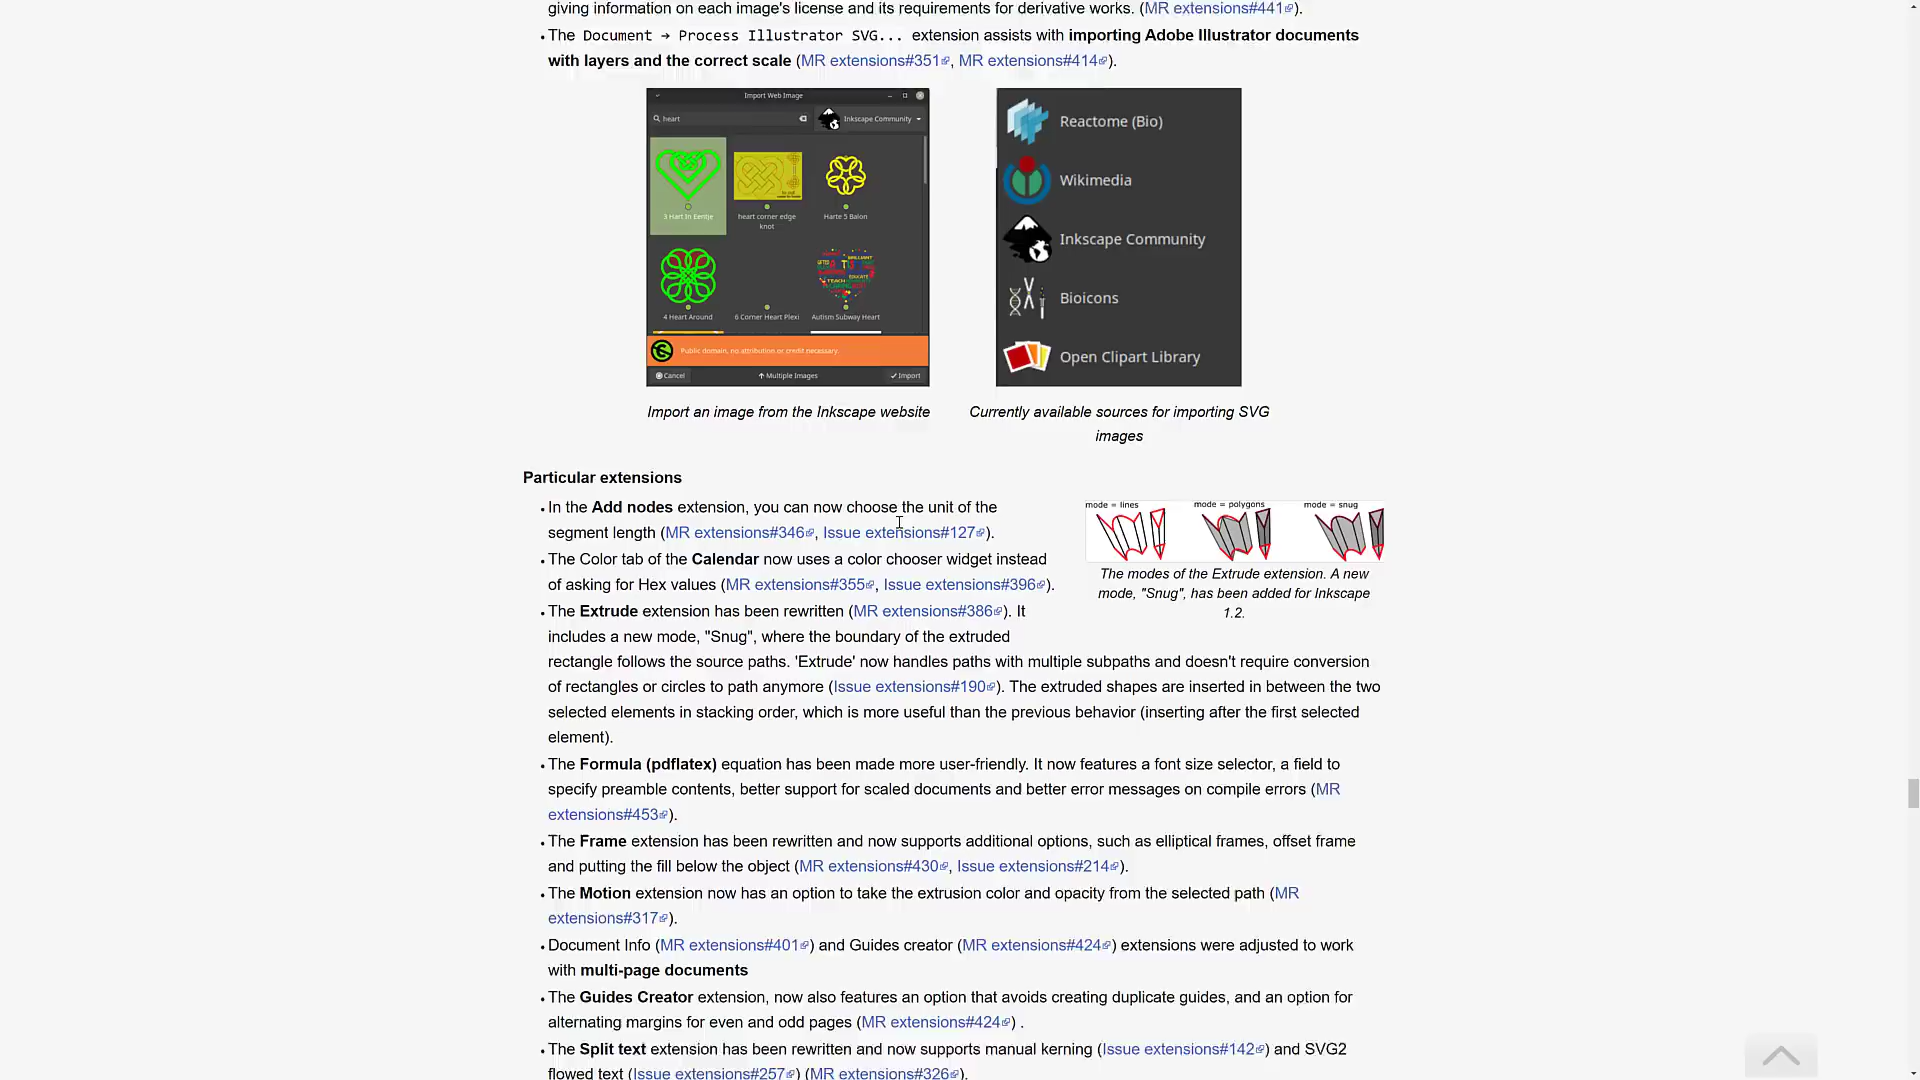 giving information on each image's license and its requirements for derivative works. (MR extensions#441).
• The Document → Process Illustrator SVG... extension assists with importing Adobe Illustrator documents
with layers and the correct scale (MR extensions#351, MR extensions#414).
Import Web Image
heart
Inkscape Community
3 Hart In Eentje
heart corner edge
knot
Harte 5 Balon
4 Heart Around
6 Corner Heart Plexi
Autism Subway Heart
Public domain, no attribution or credit necessary.
Cancel
Multiple Images
Import
Reactome (Bio)
Wikimedia
Inkscape Community
Bioicons
Open Clipart Library
Import an image from the Inkscape website
Currently available sources for importing SVG
images
Particular extensions
• In the Add nodes extension, you can now choose the unit of the
segment length (MR extensions#346, Issue extensions#127).
• The Color tab of the Calendar now uses a color chooser widget instead
of asking for Hex values (MR extensions#355, Issue extensions#396).
mode = lines
mode = polygons
mode = snug
The modes of the Extrude extension. A new
mode, "Snug", has been added for Inkscape
1.2.
• The Extrude extension has been rewritten (MR extensions#386). It
includes a new mode, "Snug", where the boundary of the extruded
rectangle follows the source paths. 'Extrude' now handles paths with multiple subpaths and doesn't require conversion
of rectangles or circles to path anymore (Issue extensions#190). The extruded shapes are inserted in between the two
selected elements in stacking order, which is more useful than the previous behavior (inserting after the first selected
element).
• The Formula (pdflatex) equation has been made more user-friendly. It now features a font size selector, a field to
specify preamble contents, better support for scaled documents and better error messages on compile errors (MR
extensions#453).
• The Frame extension has been rewritten and now supports additional options, such as elliptical frames, offset frame
and putting the fill below the object (MR extensions#430, Issue extensions#214).
• The Motion extension now has an option to take the extrusion color and opacity from the selected path (MR
extensions#317).
• Document Info (MR extensions#401) and Guides creator (MR extensions#424) extensions were adjusted to work
with multi-page documents
• The Guides Creator extension, now also features an option that avoids creating duplicate guides, and an option for
alternating margins for even and odd pages (MR extensions#424) .
• The Split text extension has been rewritten and now supports manual kerning (Issue extensions#142) and SVG2
flowed text (Issue extensions#257) (MR extensions#326).